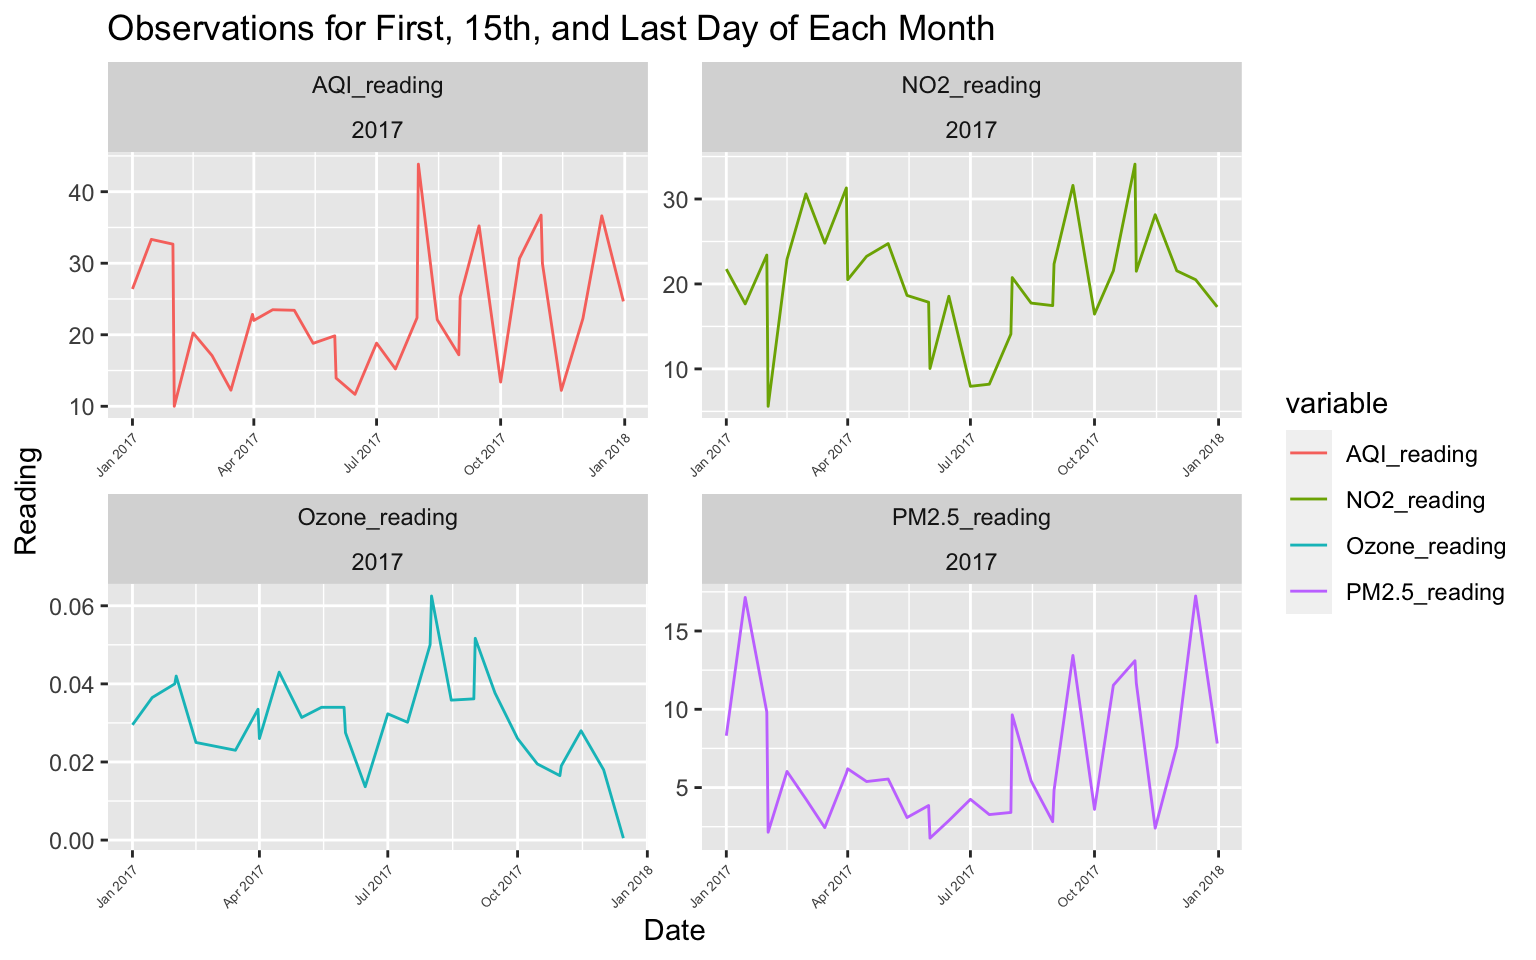 Observations for First, 15th, and Last Day of Each Month
AQI_reading
2017
40
30
20
10
Jan 2017
Apr 2017
Jul 2017
Oct 2017
Jan 2018
NO2_reading
2017
30
20
10
Jan 2017
Apr 2017
Jul 2017
Oct 2017
Jan 2018
Reading
Ozone_reading
2017
0.06
0.04
0.02
0.00
Jan 2017
Apr 2017
Jul 2017
Oct 2017
Jan 2018
PM2.5_reading
2017
15
10
5
Jan 2017
Apr 2017
Jul 2017
Oct 2017
Jan 2018
Date
variable
AQI_reading
NO2_reading
Ozone_reading
PM2.5_reading